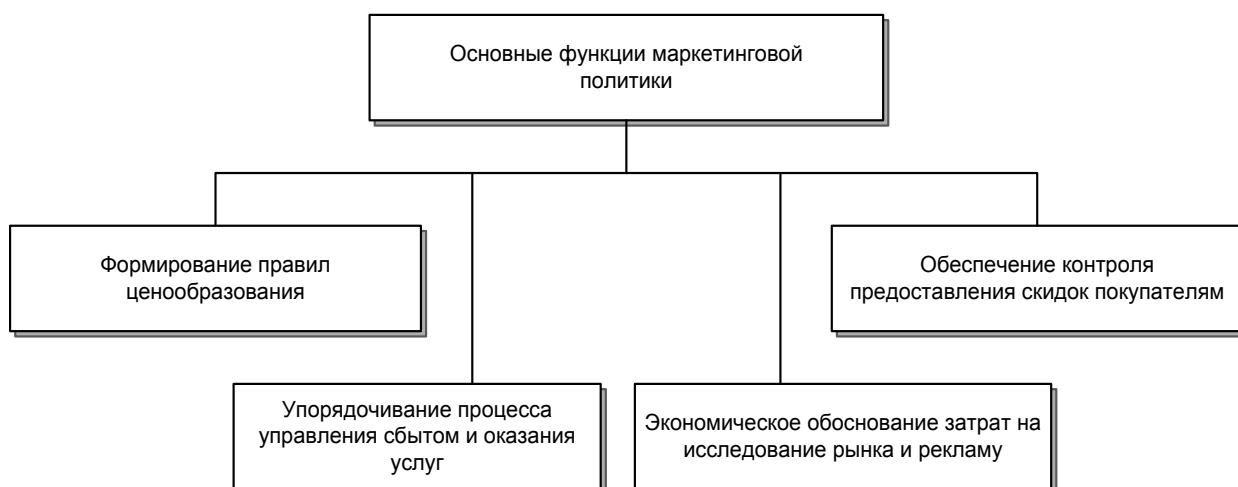 Основные функции маркетинговой
политики
Формирование правил
ценообразования
Обеспечение контроля
предоставления скидок покупателям
Упорядочивание процесса
управления сбытом и оказания
услуг
Экономическое обоснование затрат на
исследование рынка и рекламу